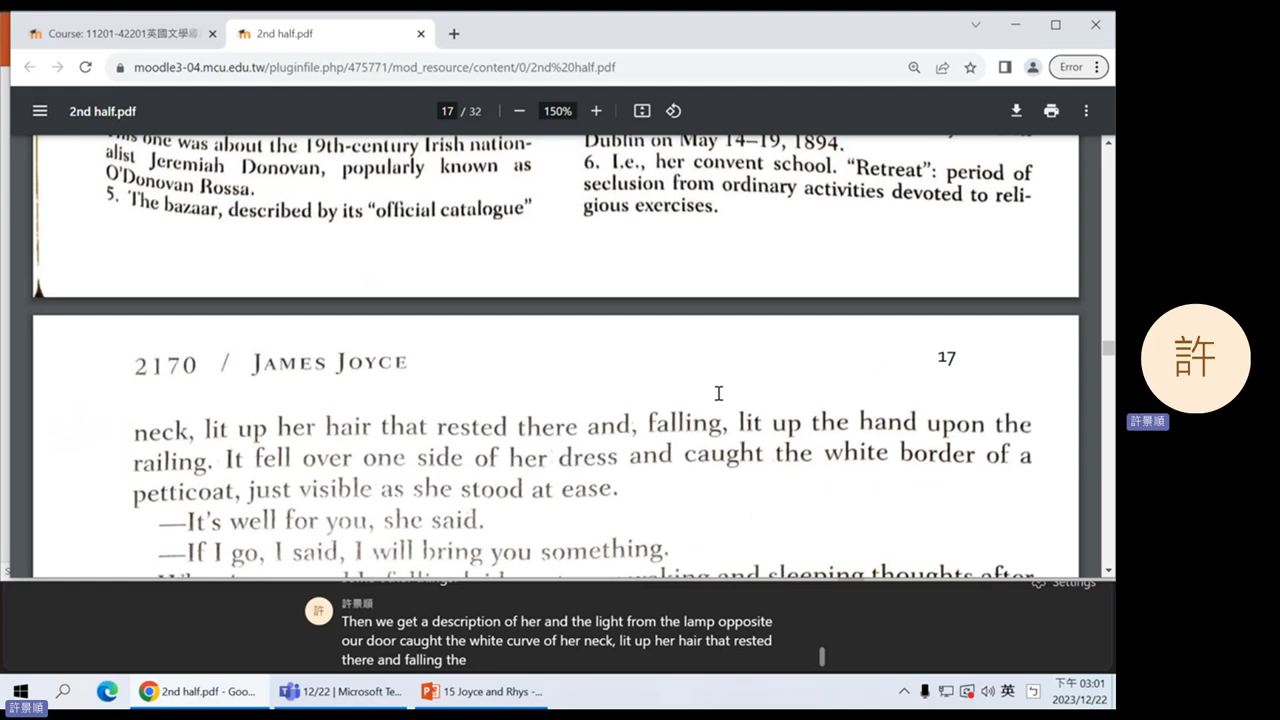 Course: 11201-42201英國文學導
2nd half.pdf
moodle3-04.mcu.edu.tw/pluginfile.php/475771/mod_resource/content/0/2nd%20half.pdf
Error
2nd half.pdf
17 / 32
150%
This one was about the 19th-century Irish nation-
alist Jeremiah Donovan, popularly known as
O'Donovan Rossa.
5. The bazaar, described by its “official catalogue”
Dublin on May 14–19, 1894.
6. I.e., her convent school. “Retreat”: period of
seclusion from ordinary activities devoted to reli-
gious exercises.
2170 / JAMES JOYCE
17
neck, lit up her hair that rested there and, falling, lit up the hand upon the
railing. It fell over one side of her dress and caught the white border of a
petticoat, just visible as she stood at ease.
—It's well for you, she said.
—If I go, I said, I will bring you something.
and sleeping thoughts after
Settings
許
許景順
Then we get a description of her and the light from the lamp opposite
our door caught the white curve of her neck, lit up her hair that rested
there and falling the
許
許景順
2nd half.pdf - Goo...
12/22 | Microsoft Te...
15 Joyce and Rhys -...
英
下午 03:01
2023/12/22
許景順